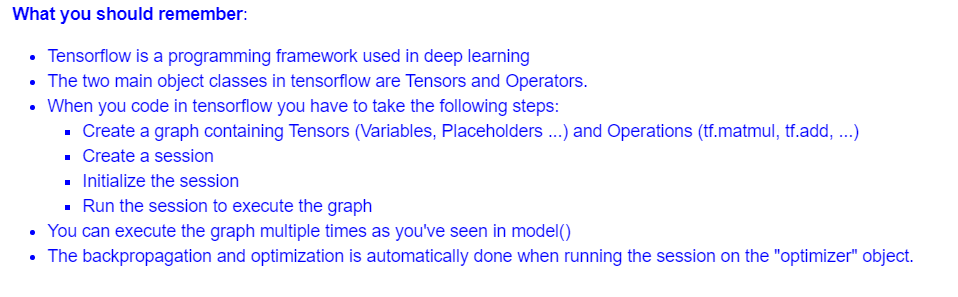 What you should remember:
• Tensorflow is a programming framework used in deep learning
• The two main object classes in tensorflow are Tensors and Operators.
• When you code in tensorflow you have to take the following steps:
▪ Create a graph containing Tensors (Variables, Placeholders ...) and Operations (tf.matmul, tf.add, ...)
▪ Create a session
▪ Initialize the session
▪ Run the session to execute the graph
• You can execute the graph multiple times as you've seen in model()
• The backpropagation and optimization is automatically done when running the session on the "optimizer" object.